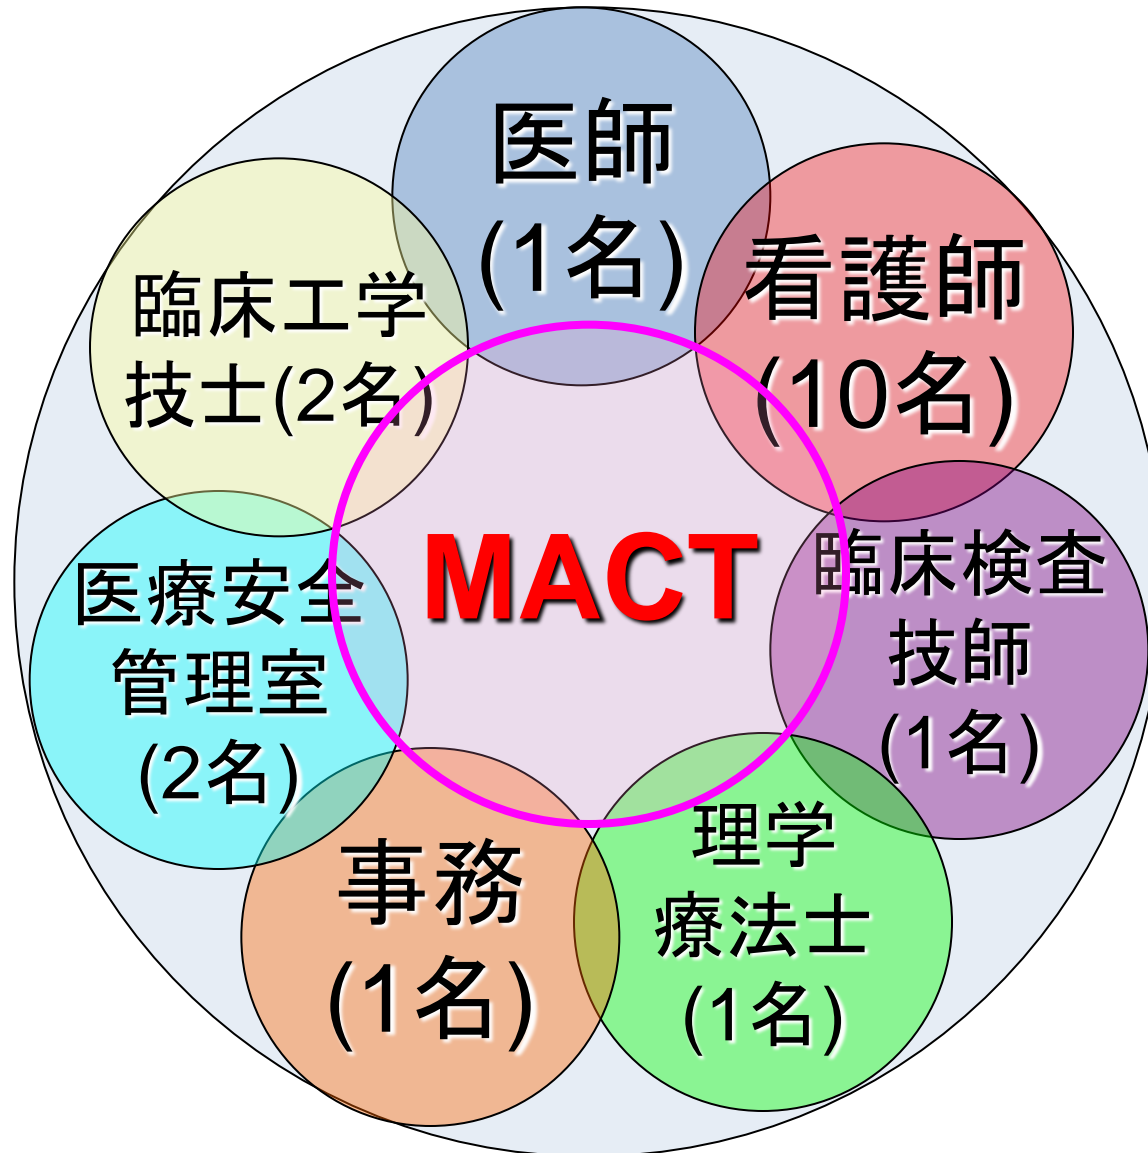 医師
(1名)
看護師
(10名)
臨床工学
技士(2名)
MACT
臨床検査
技師
(1名)
医療安全
管理室
(2名)
理学
療法士
(1名)
事務
(1名)